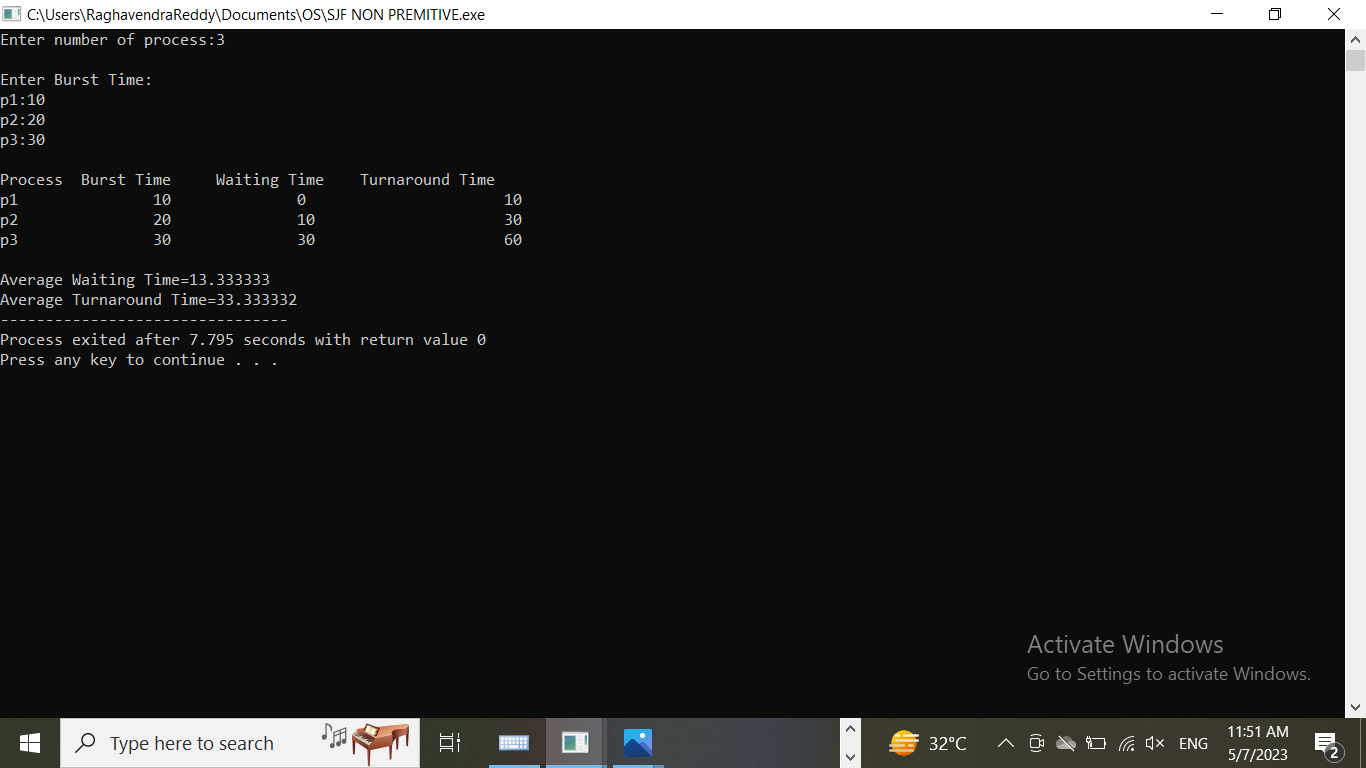 C:\Users\RaghavendraReddy\Documents\OS\SJF NON PREMITIVE.exe
Enter number of process:3
Enter Burst Time:
p1:10
p2:20
p3:30
Process  Burst Time     Waiting Time    Turnaround Time
p1               10              0                      10
p2               20              10                     30
p3               30              30                     60
Average Waiting Time=13.333333
Average Turnaround Time=33.333332
--------------------------------
Process exited after 7.795 seconds with return value 0
Press any key to continue . . .
Activate Windows
Go to Settings to activate Windows.
Type here to search
32°C
ENG
11:51 AM
5/7/2023
2